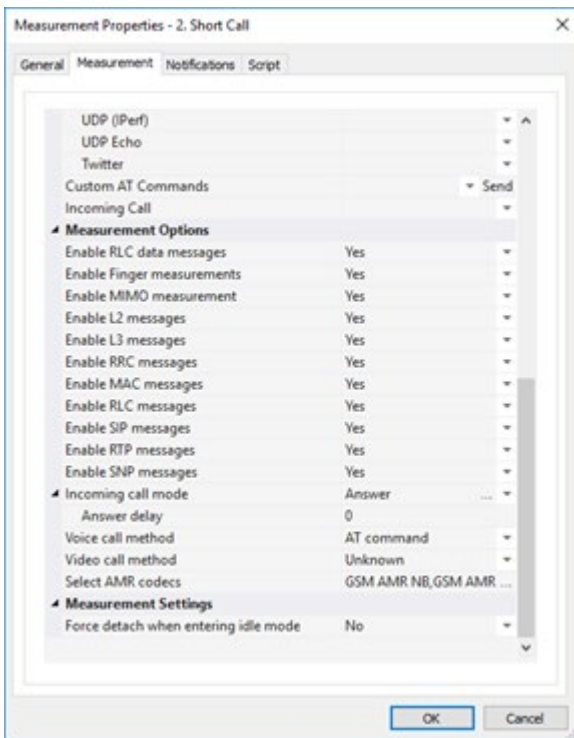 Measurement Properties - 2. Short Call
General Measurement Notifications Script
UDP (IPerf)
UDP Echo
Twitter
Custom AT Commands Send
Incoming Call
Measurement Options
Enable RLC data messages Yes
Enable Finger measurements Yes
Enable MIMO measurement Yes
Enable L2 messages Yes
Enable L3 messages Yes
Enable RRC messages Yes
Enable MAC messages Yes
Enable RLC messages Yes
Enable SIP messages Yes
Enable RTP messages Yes
Enable SNP messages Yes
Incoming call mode Answer ...
Answer delay 0
Voice call method AT command
Video call method Unknown
Select AMR codecs GSM AMR NB,GSM AMR ...
Measurement Settings
Force detach when entering idle mode No
OK Cancel